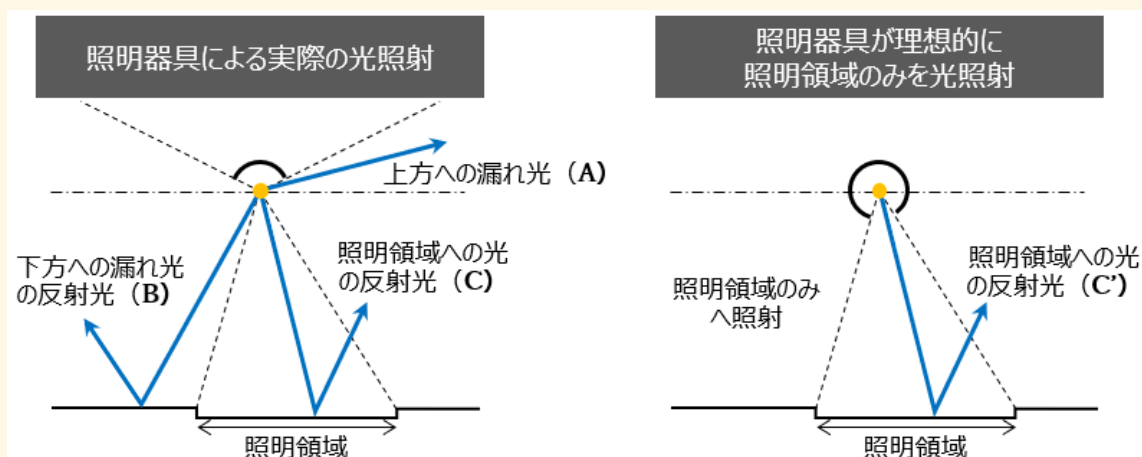 照明器具による実際の光照射
上方への漏れ光（A）
下方への漏れ光
の反射光（B）
照明領域への光
の反射光（C）
照明領域
照明器具が理想的に
照明領域のみを光照射
照明領域のみ
へ照射
照明領域への光
の反射光（C’）
照明領域